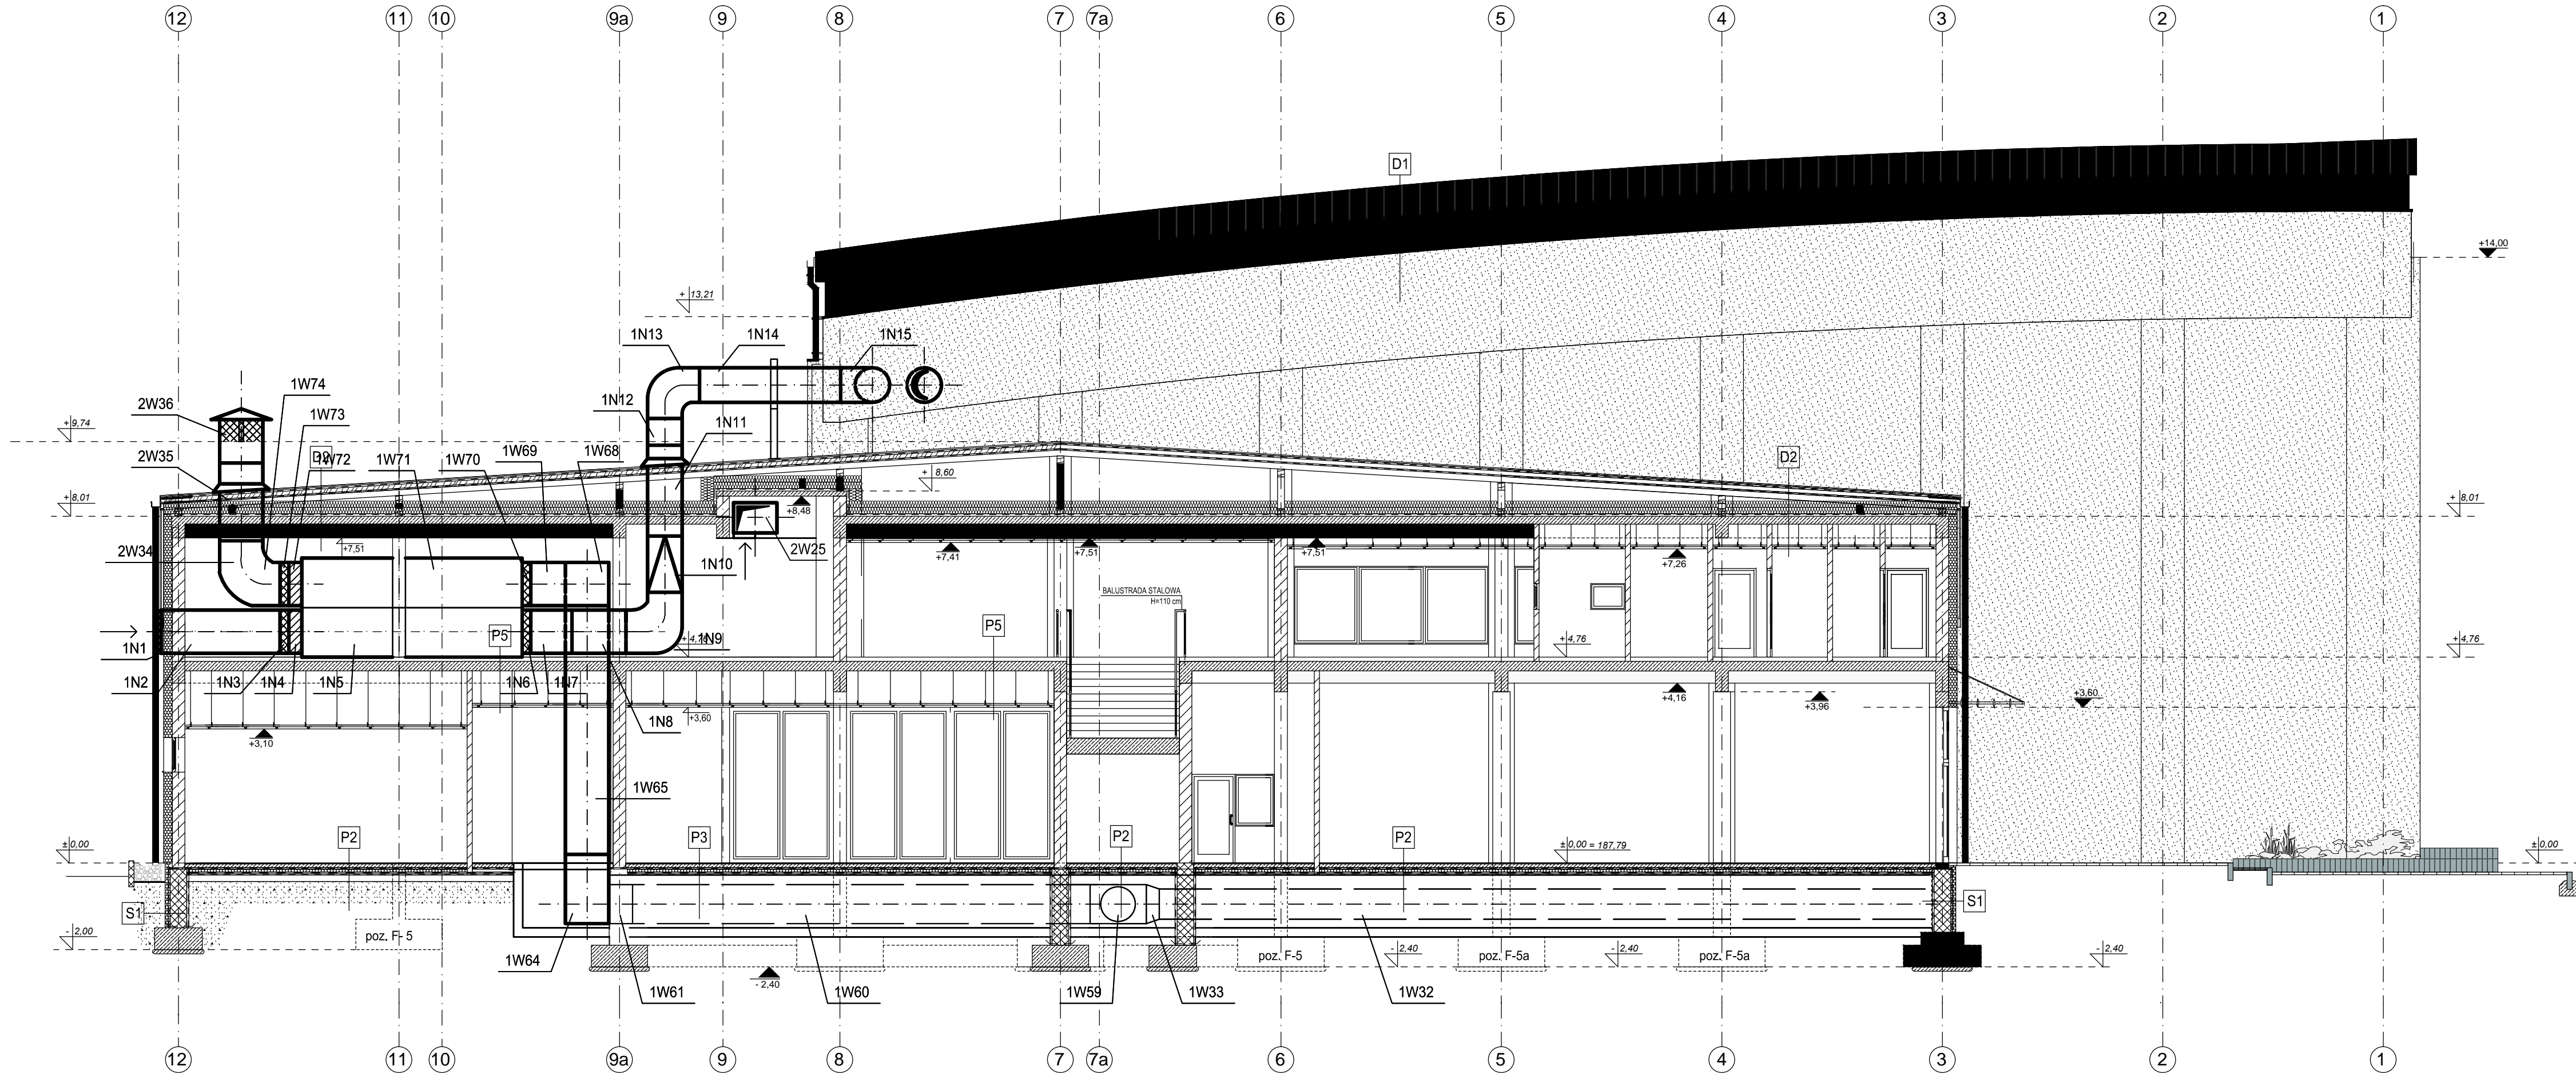 12 11 10 9a 9 8 7 7a 6 5 4 3 2 1
D1
+14,00
+ 13,21
1N13 1N14 1N15
1W74
2W36
1W73
1N12
1N11
+ 9,74
D2
1W72
1W71
1W70
1W69
1W68
2W35
D2
+ 8,60
+8,01
+8,48
+ 8,01
+7,51
2W34
2W25
+7,41
+7,51
+7,51
+7,26
1N10
BALUSTRADA STALOWA
H=110 cm
P5
P5
1N1
1N9
+ 4,76
+ 4,76
+ 4,76
1N2 1N3 1N4 1N5 1N6 1N7
1N8
+3,60
+4,16
+3,96
+3,60
+3,10
1W65
P2
P3
P2
P2
± 0,00
± 0,00 = 187,79
± 0,00
S1
S1
- 2,00
poz. F- 5
poz. F-5
poz. F-5a
poz. F-5a
- 2,40
- 2,40
- 2,40
- 2,40
1W64
1W61 1W60 1W59 1W33 1W32
12 11 10 9a 9 8 7 7a 6 5 4 3 2 1